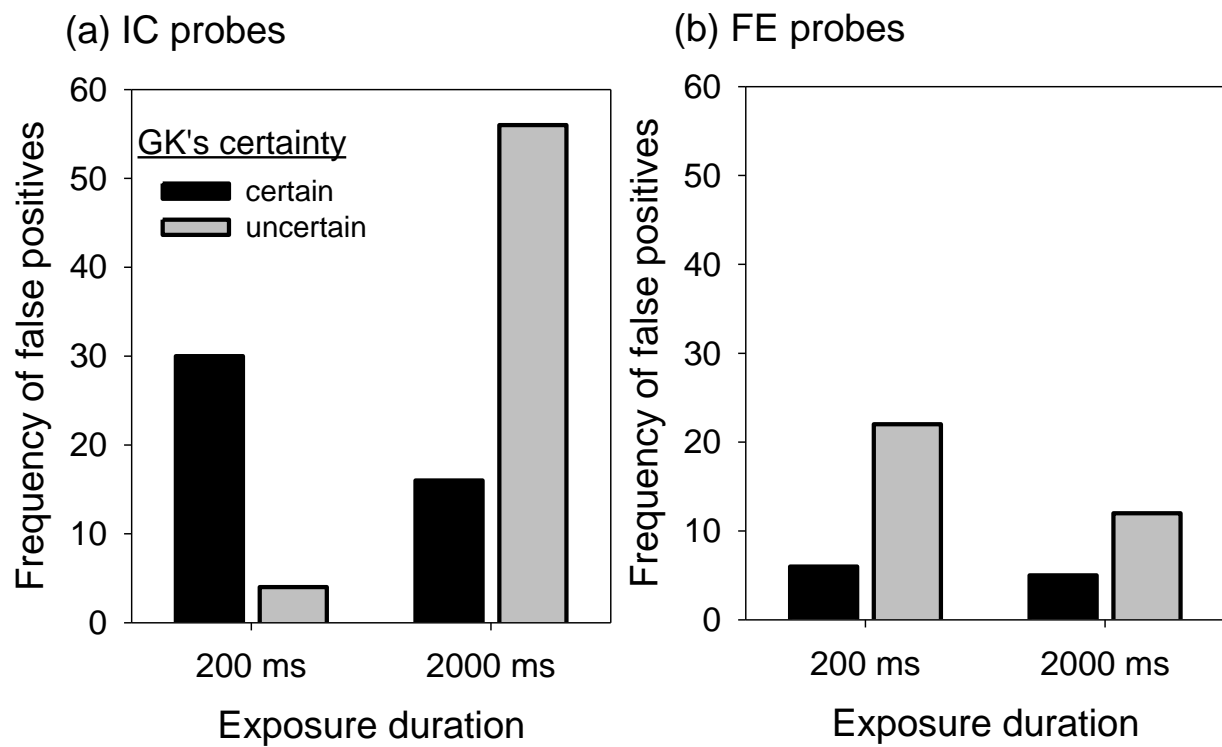 (a) IC probes
Frequency of false positives
60
50
40
30
20
10
0
GK's certainty
certain
uncertain
200 ms
2000 ms
Exposure duration
(b) FE probes
Frequency of false positives
60
50
40
30
20
10
0
200 ms
2000 ms
Exposure duration